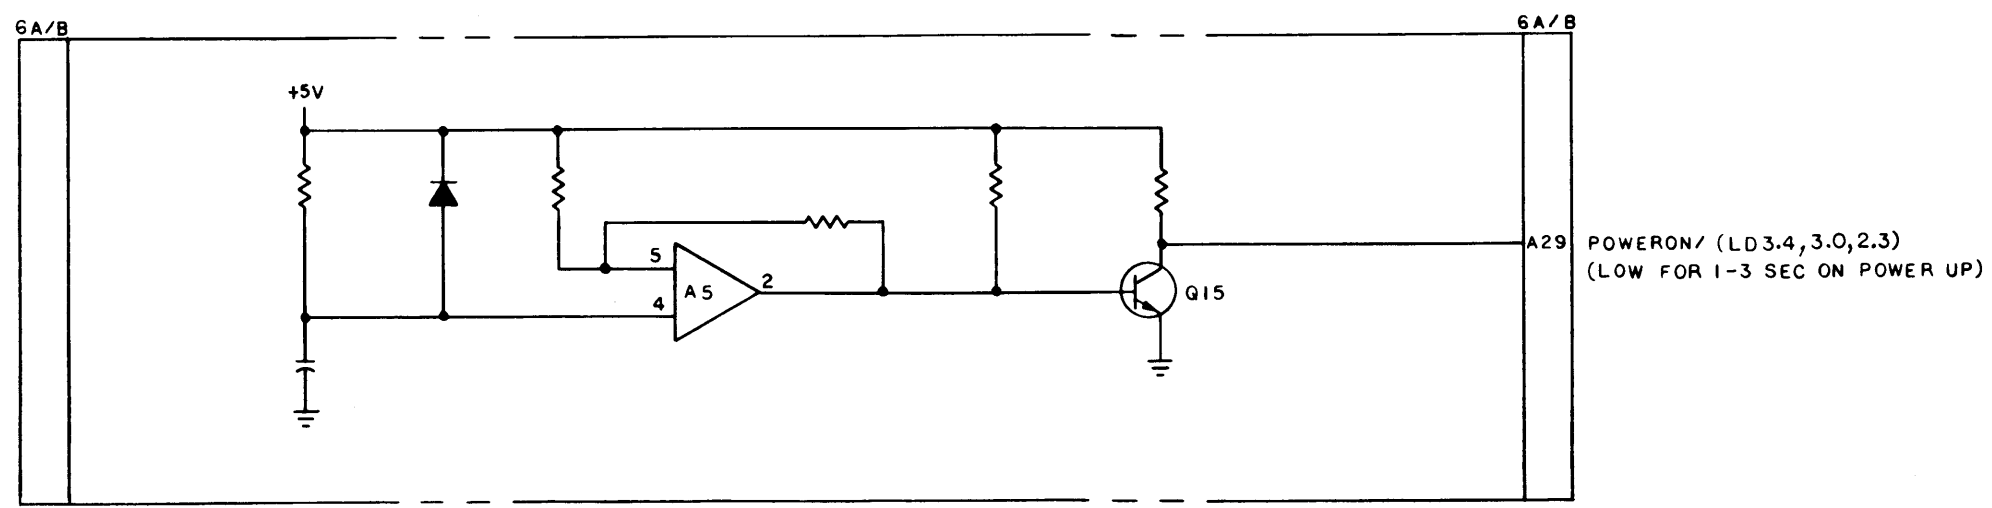 6A/B
6A/B
+5V
5
A5
2
4
Q15
A29
POWERON/ (LD3.4, 3.0, 2.3)
(LOW FOR 1-3 SEC ON POWER UP)